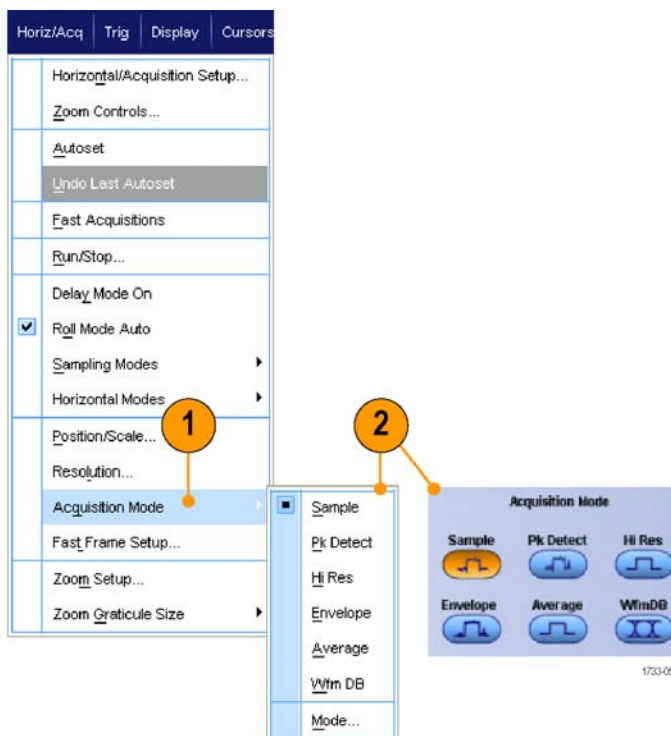 Horiz/Acq Trig Display Cursors
Horizontal/Acquisition Setup...
Zoom Controls...
Autoset
Undo Last Autoset
Fast Acquisitions
Run/Stop...
Delay Mode On
Roll Mode Auto
Sampling Modes
Horizontal Modes
1
Position/Scale...
Resolution...
Acquisition Mode
Fast Frame Setup...
Zoom Setup...
Zoom Graticule Size
2
Sample
Pk Detect
Hi Res
Envelope
Average
Wfm DB
Mode...
Acquisition Mode
Sample Pk Detect Hi Res
Envelope Average WfmDB